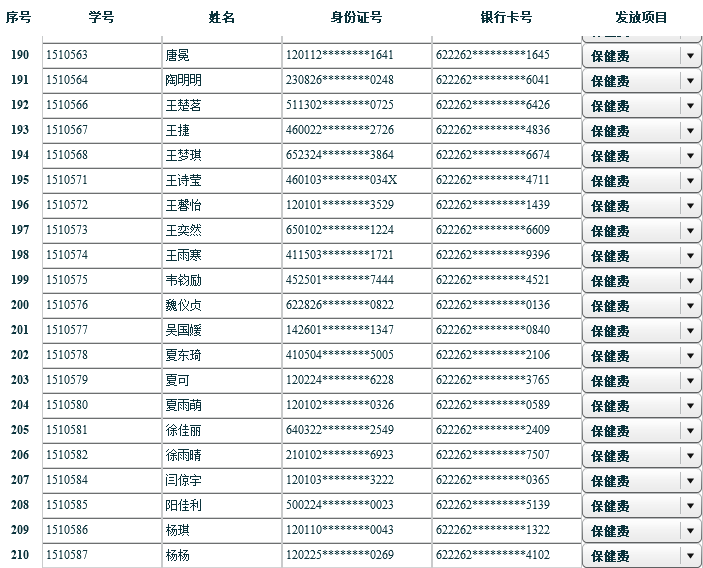 序号 学号 姓名 身份证号 银行卡号 发放项目
190 1510563 唐冕 120112********1641 622262*********1645 保健费
191 1510564 陶明明 230826********0248 622262*********6041 保健费
192 1510566 王楚茗 511302********0725 622262*********6426 保健费
193 1510567 王捷 460022********2726 622262*********4836 保健费
194 1510568 王梦琪 652324********3864 622262*********6674 保健费
195 1510571 王诗莹 460103********034X 622262*********4711 保健费
196 1510572 王馨怡 120101********3529 622262*********1439 保健费
197 1510573 王奕然 650102********1224 622262*********6609 保健费
198 1510574 王雨寒 411503********1721 622262*********9396 保健费
199 1510575 韦钧励 452501********7444 622262*********4521 保健费
200 1510576 魏仪贞 622826********0822 622262*********0136 保健费
201 1510577 吴国媛 142601********1347 622262*********0840 保健费
202 1510578 夏东琦 410504********5005 622262*********2106 保健费
203 1510579 夏可 120224********6228 622262*********3765 保健费
204 1510580 夏雨萌 120102********0326 622262*********0589 保健费
205 1510581 徐佳丽 640322********2549 622262*********2409 保健费
206 1510582 徐雨晴 210102********6923 622262*********7507 保健费
207 1510584 闫倞宇 120103********3222 622262*********0365 保健费
208 1510585 阳佳利 500224********0023 622262*********5139 保健费
209 1510586 杨琪 120110********0043 622262*********1322 保健费
210 1510587 杨杨 120225********0269 622262*********4102 保健费